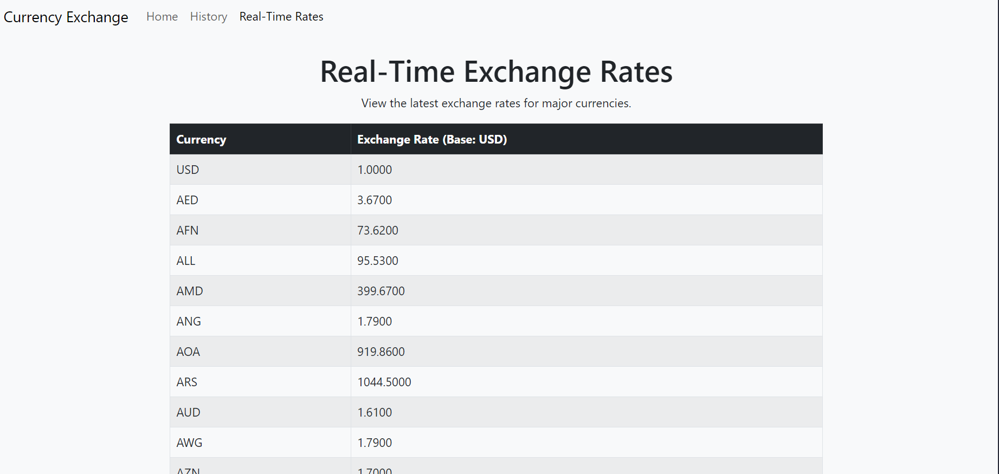 Currency Exchange Home History Real-Time Rates
Real-Time Exchange Rates
View the latest exchange rates for major currencies.
Currency Exchange Rate (Base: USD)
USD 1.0000
AED 3.6700
AFN 73.6200
ALL 95.5300
AMD 399.6700
ANG 1.7900
AOA 919.8600
ARS 1044.5000
AUD 1.6100
AWG 1.7900
AZN 1.7000